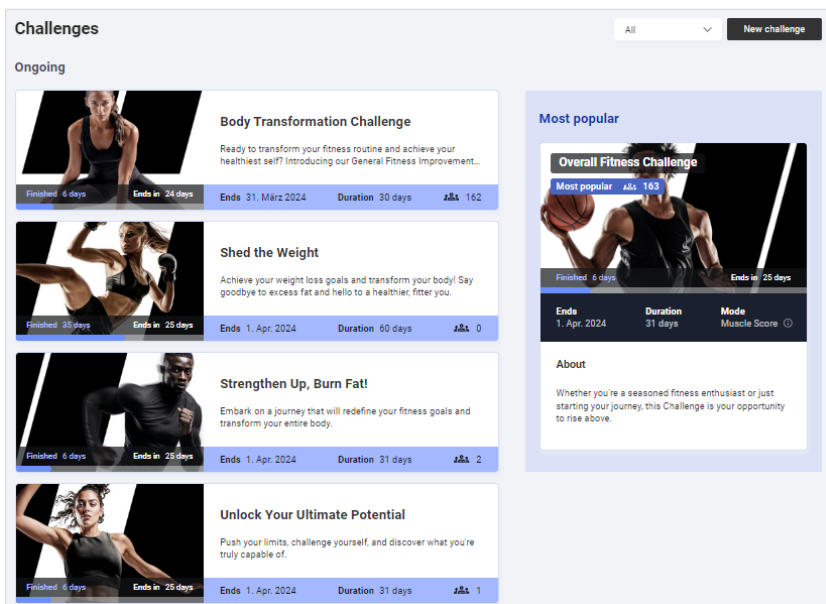 Challenges
All
New challenge
Ongoing
Body Transformation Challenge
Ready to transform your fitness routine and achieve your
healthiest self? Introducing our General Fitness Improvement...
Finished 6 days
Ends in 24 days
Ends 31. März 2024
Duration 30 days
162
Shed the Weight
Achieve your weight loss goals and transform your body! Say
goodbye to excess fat and hello to a healthier, fitter you.
Finished 35 days
Ends in 25 days
Ends 1. Apr. 2024
Duration 60 days
0
Strengthen Up, Burn Fat!
Embark on a journey that will redefine your fitness goals and
transform your entire body.
Finished 6 days
Ends in 25 days
Ends 1. Apr. 2024
Duration 31 days
2
Unlock Your Ultimate Potential
Push your limits, challenge yourself, and discover what you're
truly capable of.
Finished 6 days
Ends in 25 days
Ends 1. Apr. 2024
Duration 31 days
1
Most popular
Overall Fitness Challenge
Most popular 163
Finished 6 days
Ends in 25 days
Ends
1. Apr. 2024
Duration
31 days
Mode
Muscle Score
About
Whether you're a seasoned fitness enthusiast or just
starting your journey, this Challenge is your opportunity
to rise above.